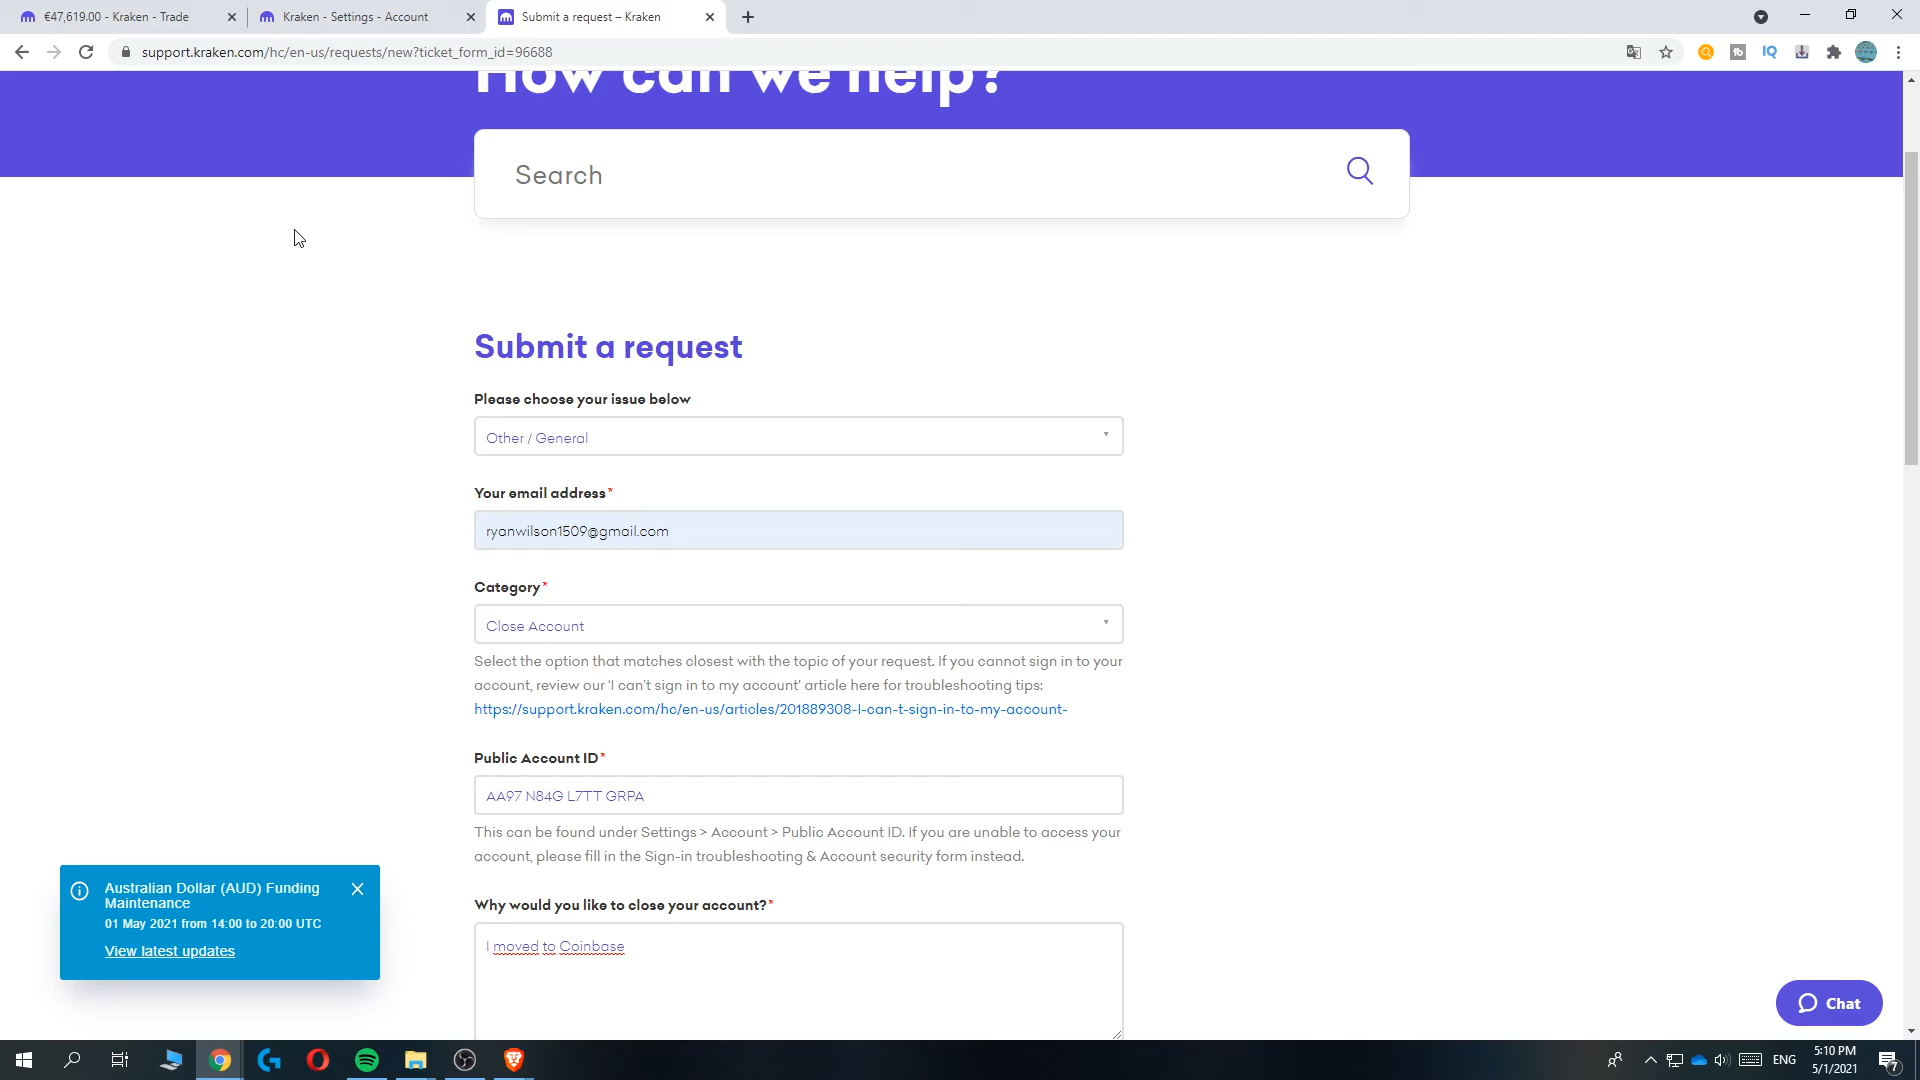 €47,619.00 - Kraken - Trade
Kraken - Settings - Account
Submit a request – Kraken
support.kraken.com/hc/en-us/requests/new?ticket_form_id=96688
IQ
How can we help?
Search
Submit a request
Please choose your issue below
Other / General
Your email address*
ryanwilson1509@gmail.com
Category*
Close Account
Select the option that matches closest with the topic of your request. If you cannot sign in to your
account, review our 'I can't sign in to my account' article here for troubleshooting tips:
https://support.kraken.com/hc/en-us/articles/201889308-I-can-t-sign-in-to-my-account-
Public Account ID*
AA97 N84G L7TT GRPA
This can be found under Settings > Account > Public Account ID. If you are unable to access your
account, please fill in the Sign-in troubleshooting & Account security form instead.
Why would you like to close your account?*
I moved to Coinbase
Australian Dollar (AUD) Funding
Maintenance
01 May 2021 from 14:00 to 20:00 UTC
View latest updates
Chat
ENG
5:10 PM
5/1/2021
7